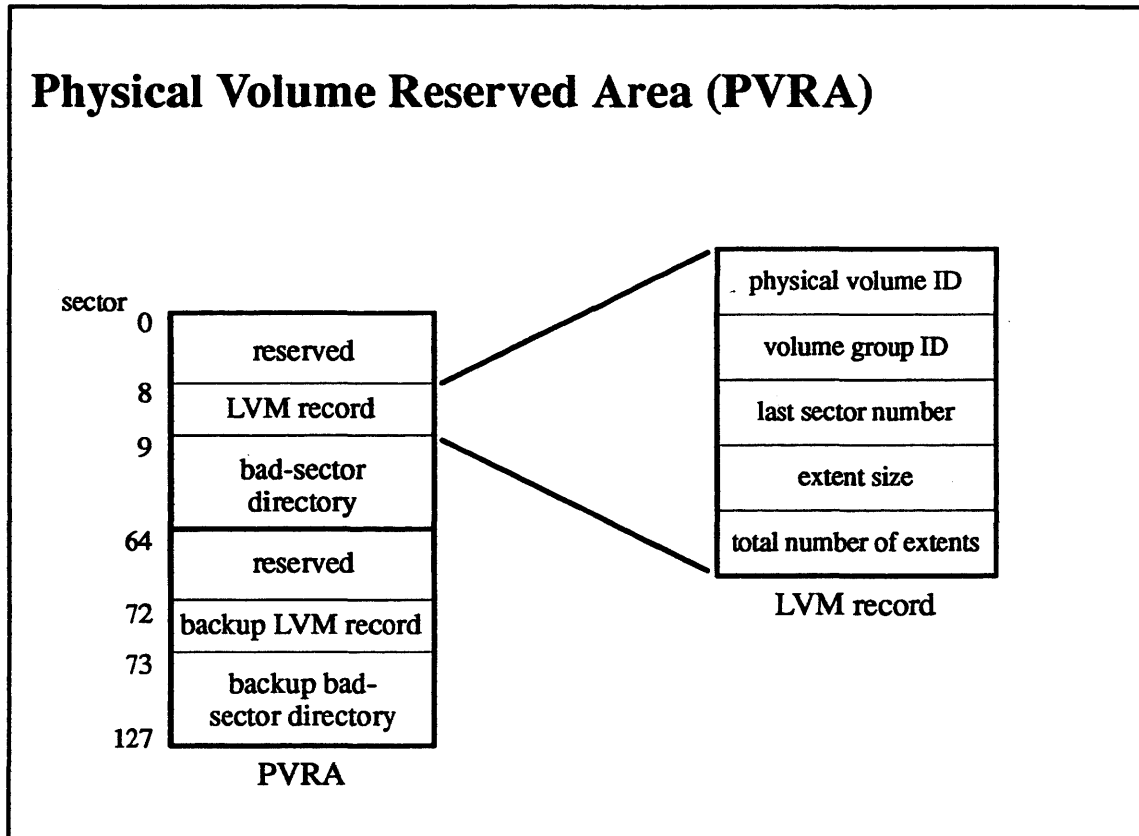 Physical Volume Reserved Area (PVRA)
sector
0
reserved
8
LVM record
9
bad-sector
directory
64
reserved
72
backup LVM record
73
backup bad-
sector directory
127
PVRA
physical volume ID
volume group ID
last sector number
extent size
total number of extents
LVM record